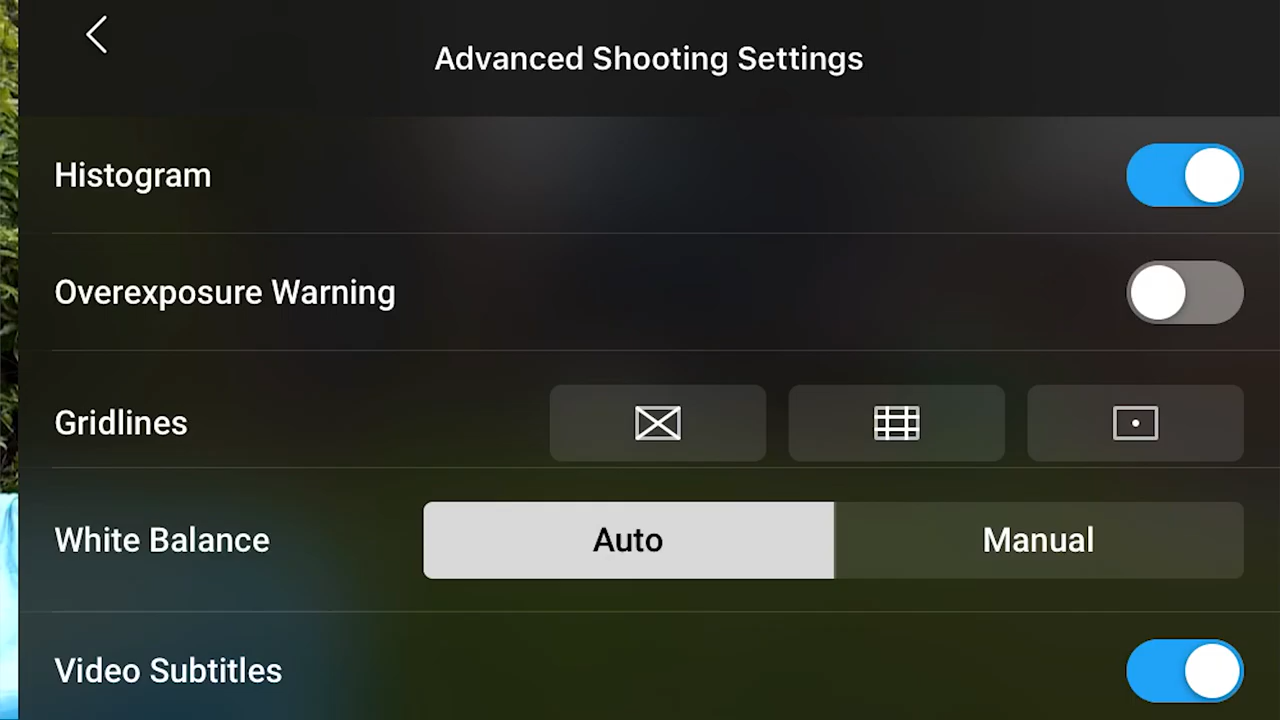 Advanced Shooting Settings
Histogram
Overexposure Warning
Gridlines
White Balance Auto Manual
Video Subtitles